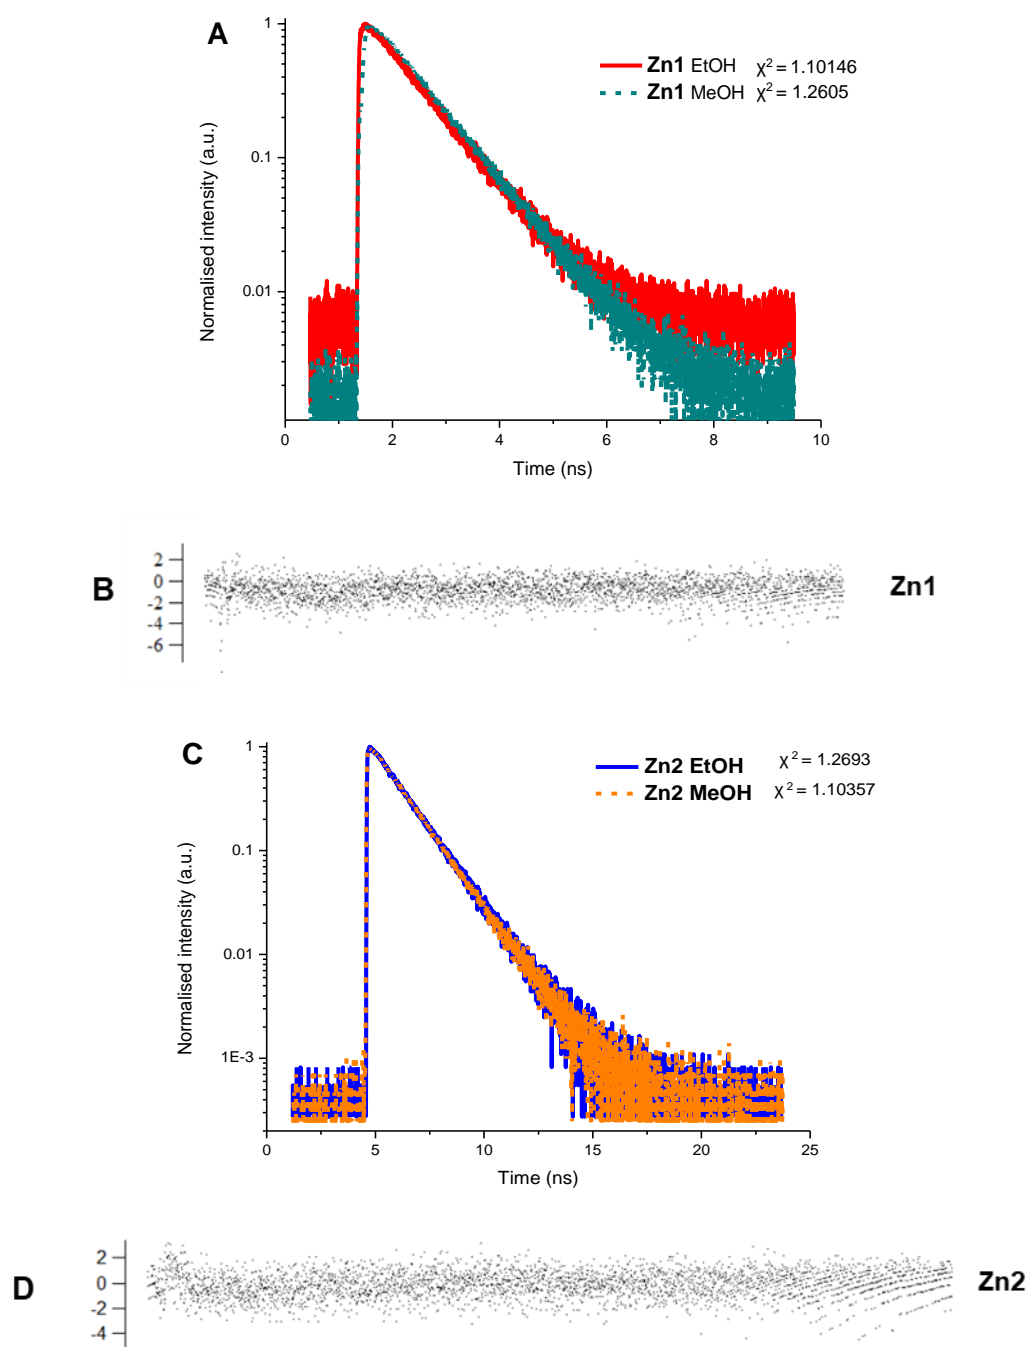 A
Zn1 EtOH χ² = 1.10146
Zn1 MeOH χ² = 1.2605
Normalised intensity (a.u.)
1
0.1
0.01
0 2 4 6 8 10
Time (ns)
B
2
0
-2
-4
-6
Zn1
C
Zn2 EtOH χ² = 1.2693
Zn2 MeOH χ² = 1.10357
Normalised intensity (a.u.)
1
0.1
0.01
1E-3
0 5 10 15 20 25
Time (ns)
D
2
0
-2
-4
Zn2